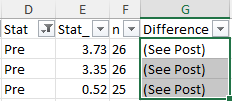 D E F G
Stat Stat_ n Difference
Pre 3.73 26 (See Post)
Pre 3.35 26 (See Post)
Pre 0.52 25 (See Post)